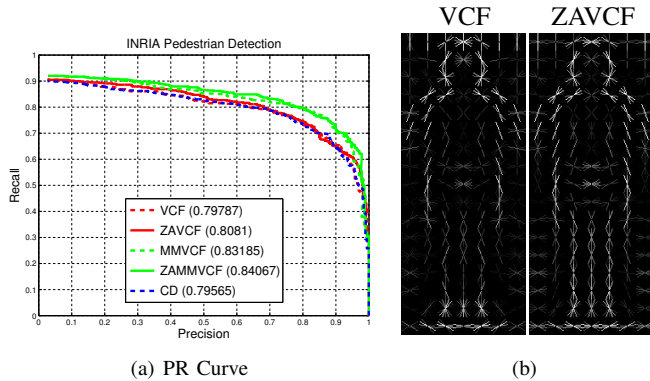 VCF ZAVCF
INRIA Pedestrian Detection
1
0.9
0.8
0.7
0.6
0.5
0.4
0.3
0.2
0.1
0
Recall
VCF (0.79787)
ZAVCF (0.8081)
MMVCF (0.83185)
ZAMMVCF (0.84067)
CD (0.79565)
0 0.1 0.2 0.3 0.4 0.5 0.6 0.7 0.8 0.9 1
Precision
(a) PR Curve
(b)